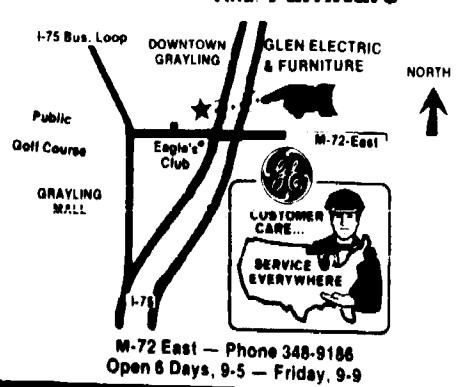 I-75 Bus. Loop
DOWNTOWN
GRAYLING
GLEN ELECTRIC
& FURNITURE
NORTH
Public
Golf Course
Eagle's
Club
M-72-East
GRAYLING
MALL
GE
CUSTOMER
CARE...
SERVICE
EVERYWHERE
I-75
M-72 East — Phone 348-9186
Open 6 Days, 9-5 — Friday, 9-9